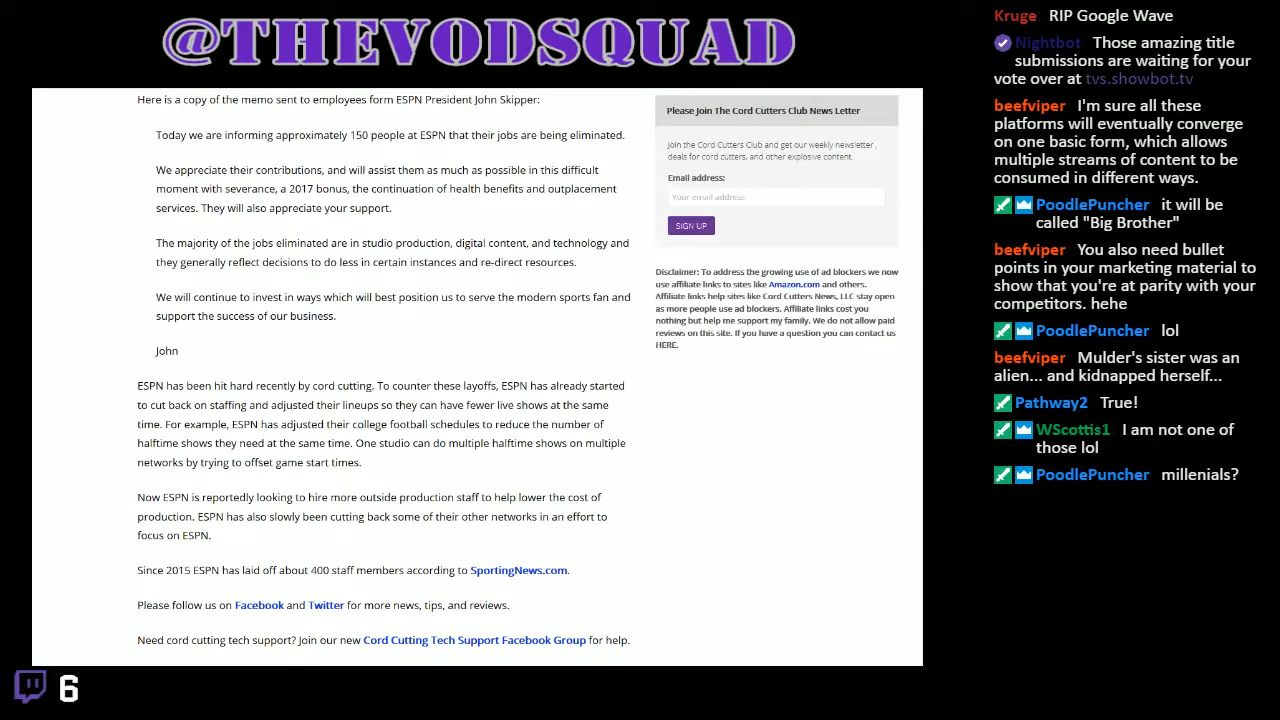 @THEVODSQUAD
Here is a copy of the memo sent to employees form ESPN President John Skipper:
Today we are informing approximately 150 people at ESPN that their jobs are being eliminated.
We appreciate their contributions, and will assist them as much as possible in this difficult
moment with severance, a 2017 bonus, the continuation of health benefits and outplacement
services. They will also appreciate your support.
The majority of the jobs eliminated are in studio production, digital content, and technology and
they generally reflect decisions to do less in certain instances and re-direct resources.
We will continue to invest in ways which will best position us to serve the modern sports fan and
support the success of our business.
John
ESPN has been hit hard recently by cord cutting. To counter these layoffs, ESPN has already started
to cut back on staffing and adjusted their lineups so they can have fewer live shows at the same
time. For example, ESPN has adjusted their college football schedules to reduce the number of
halftime shows they need at the same time. One studio can do multiple halftime shows on multiple
networks by trying to offset game start times.
Now ESPN is reportedly looking to hire more outside production staff to help lower the cost of
production. ESPN has also slowly been cutting back some of their other networks in an effort to
focus on ESPN.
Since 2015 ESPN has laid off about 400 staff members according to SportingNews.com.
Please follow us on Facebook and Twitter for more news, tips, and reviews.
Need cord cutting tech support? Join our new Cord Cutting Tech Support Facebook Group for help.
Please Join The Cord Cutters Club News Letter
Join the Cord Cutters Club and get our weekly newsletter,
deals for cord cutters, and other explosive content.
Email address:
Your email address
SIGN UP
Disclaimer: To address the growing use of ad blockers we now
use affiliate links to sites like Amazon.com and others.
Affiliate links help sites like Cord Cutters News, LLC stay open
as more people use ad blockers. Affiliate links cost you
nothing but help me support my family. We do not allow paid
reviews on this site. If you have a question you can contact us
HERE.
Kruge RIP Google Wave
Nightbot Those amazing title
submissions are waiting for your
vote over at tvs.showbot.tv
beefviper I'm sure all these
platforms will eventually converge
on one basic form, which allows
multiple streams of content to be
consumed in different ways.
PoodlePuncher it will be
called "Big Brother"
beefviper You also need bullet
points in your marketing material to
show that you're at parity with your
competitors. hehe
PoodlePuncher lol
beefviper Mulder's sister was an
alien... and kidnapped herself...
Pathway2 True!
WScottis1 I am not one of
those lol
PoodlePuncher millenials?
6